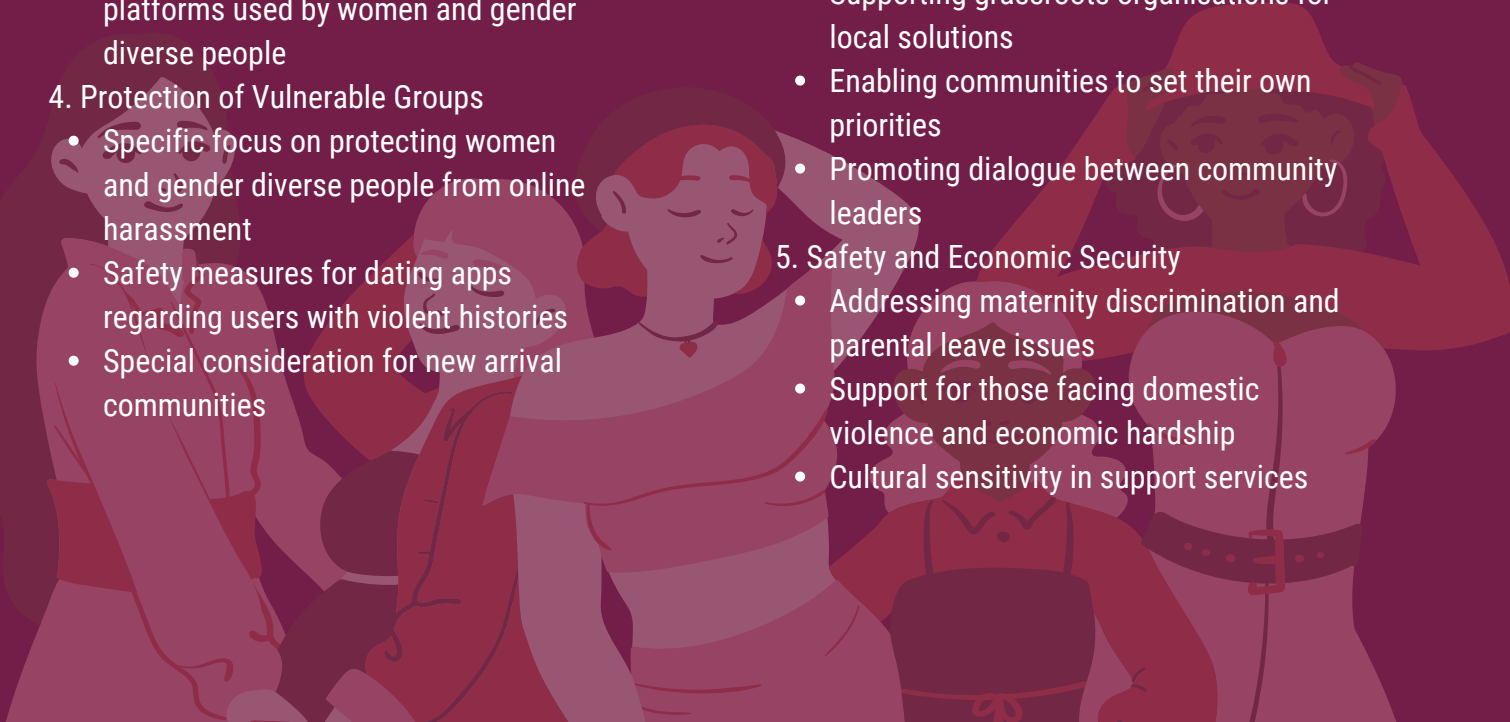 platforms used by women and gender
diverse people
4. Protection of Vulnerable Groups
• Specific focus on protecting women
and gender diverse people from online
harassment
• Safety measures for dating apps
regarding users with violent histories
• Special consideration for new arrival
communities
Supporting grassroots organisations for
local solutions
• Enabling communities to set their own
priorities
• Promoting dialogue between community
leaders
5. Safety and Economic Security
• Addressing maternity discrimination and
parental leave issues
• Support for those facing domestic
violence and economic hardship
• Cultural sensitivity in support services